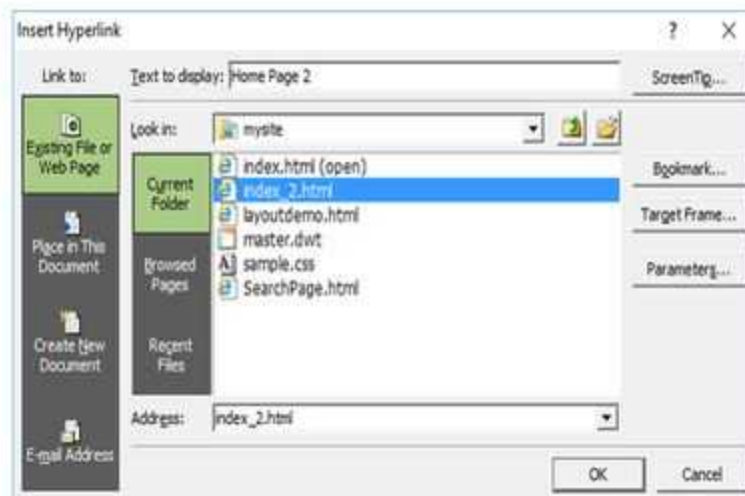 Insert Hyperlink
? X
Link to:
Text to display: Home Page 2
ScreenTip...
Existing File or
Web Page
Look in: mysite
Current
Folder
index.html (open)
index_2.html
layoutdemo.html
master.dwt
sample.css
SearchPage.html
Bookmark...
Target Frame...
Parameters...
Place in This
Document
Browsed
Pages
Create New
Document
Recent
Files
Address: index_2.html
E-mail Address
OK
Cancel